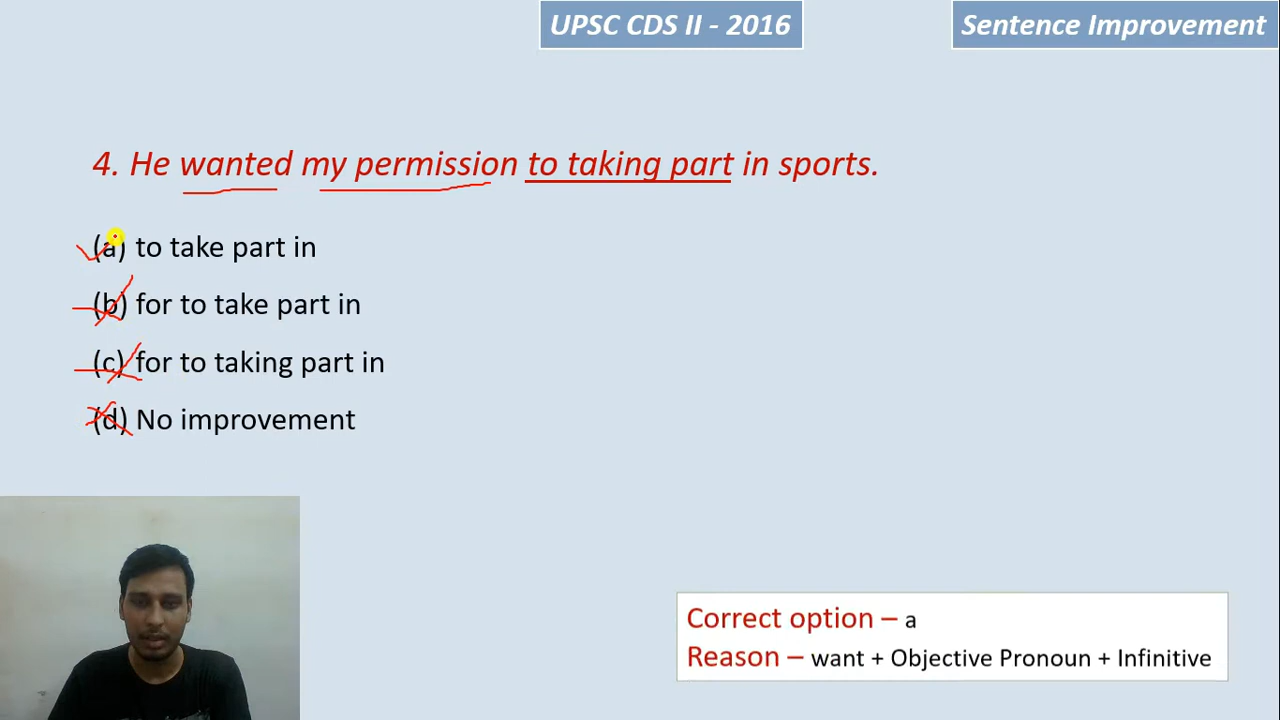 UPSC CDS II - 2016
Sentence Improvement
4. He wanted my permission to taking part in sports.
(a) to take part in
(b) for to take part in
(c) for to taking part in
(d) No improvement
Correct option – a
Reason – want + Objective Pronoun + Infinitive